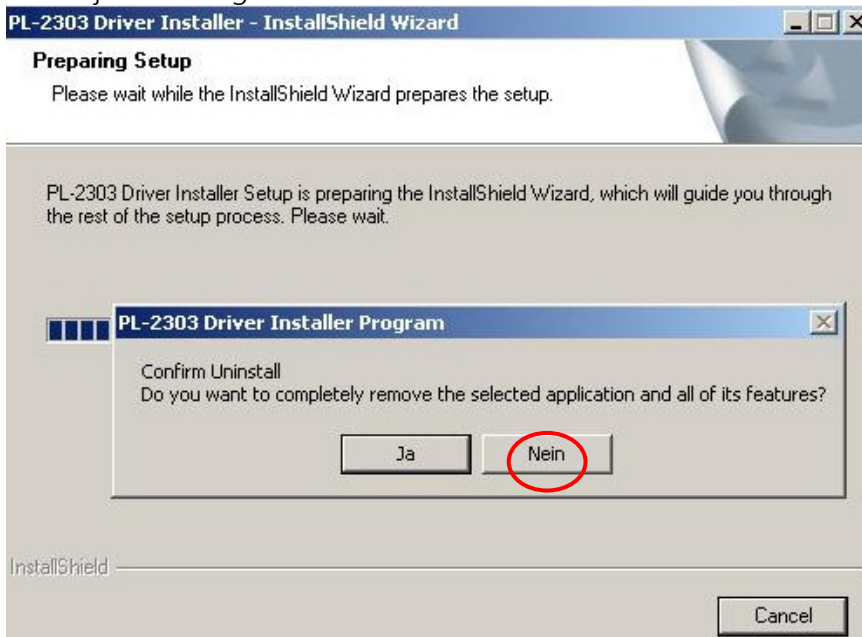 PL-2303 Driver Installer - InstallShield Wizard
Preparing Setup
Please wait while the InstallShield Wizard prepares the setup.
PL-2303 Driver Installer Setup is preparing the InstallShield Wizard, which will guide you through
the rest of the setup process. Please wait.
PL-2303 Driver Installer Program
Confirm Uninstall
Do you want to completely remove the selected application and all of its features?
Ja
Nein
InstallShield
Cancel